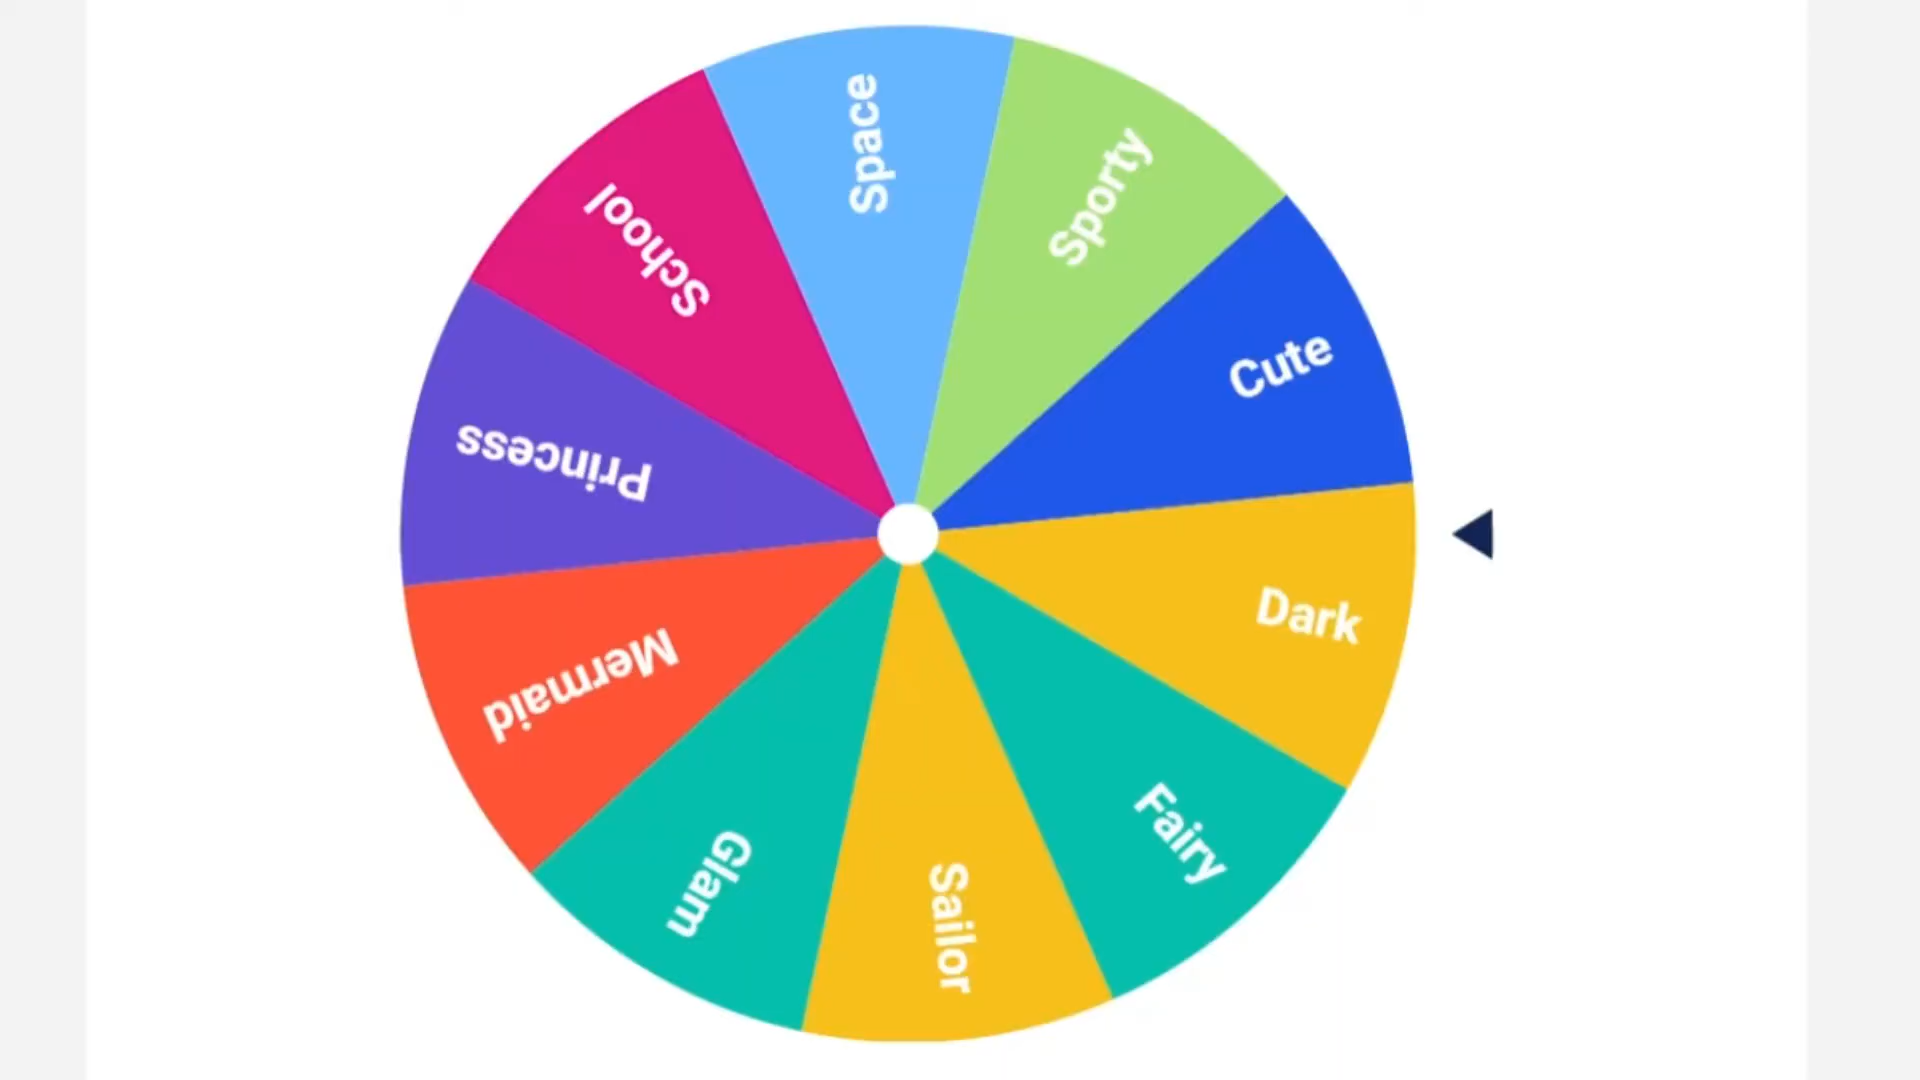 Space
Sporty
Cute
Dark
Fairy
Sailor
Glam
Mermaid
Princess
School